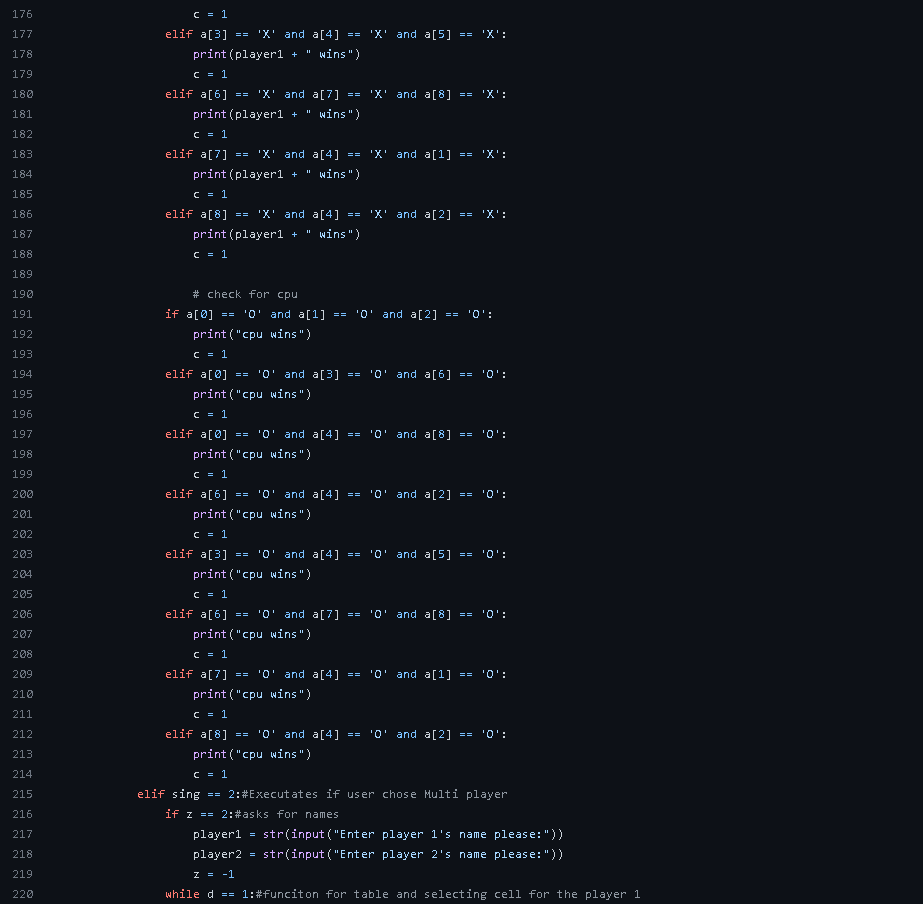 176 c = 1
177 elif a[3] == 'X' and a[4] == 'X' and a[5] == 'X':
178 print(player1 + " wins")
179 c = 1
180 elif a[6] == 'X' and a[7] == 'X' and a[8] == 'X':
181 print(player1 + " wins")
182 c = 1
183 elif a[7] == 'X' and a[4] == 'X' and a[1] == 'X':
184 print(player1 + " wins")
185 c = 1
186 elif a[8] == 'X' and a[4] == 'X' and a[2] == 'X':
187 print(player1 + " wins")
188 c = 1
189
190 # check for cpu
191 if a[0] == 'O' and a[1] == 'O' and a[2] == 'O':
192 print("cpu wins")
193 c = 1
194 elif a[0] == 'O' and a[3] == 'O' and a[6] == 'O':
195 print("cpu wins")
196 c = 1
197 elif a[0] == 'O' and a[4] == 'O' and a[8] == 'O':
198 print("cpu wins")
199 c = 1
200 elif a[6] == 'O' and a[4] == 'O' and a[2] == 'O':
201 print("cpu wins")
202 c = 1
203 elif a[3] == 'O' and a[4] == 'O' and a[5] == 'O':
204 print("cpu wins")
205 c = 1
206 elif a[6] == 'O' and a[7] == 'O' and a[8] == 'O':
207 print("cpu wins")
208 c = 1
209 elif a[7] == 'O' and a[4] == 'O' and a[1] == 'O':
210 print("cpu wins")
211 c = 1
212 elif a[8] == 'O' and a[4] == 'O' and a[2] == 'O':
213 print("cpu wins")
214 c = 1
215 elif sing == 2:#Executates if user chose Multi player
216 if z == 2:#asks for names
217 player1 = str(input("Enter player 1's name please:"))
218 player2 = str(input("Enter player 2's name please:"))
219 z = -1
220 while d == 1:#funciton for table and selecting cell for the player 1